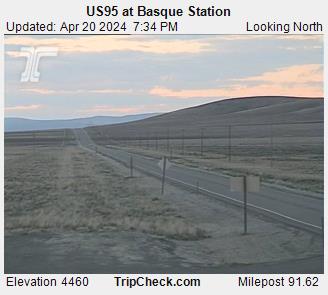 US95 at Basque Station
Updated: Apr 20 2024 7:34 PM Looking North
Elevation 4460 TripCheck.com Milepost 91.62